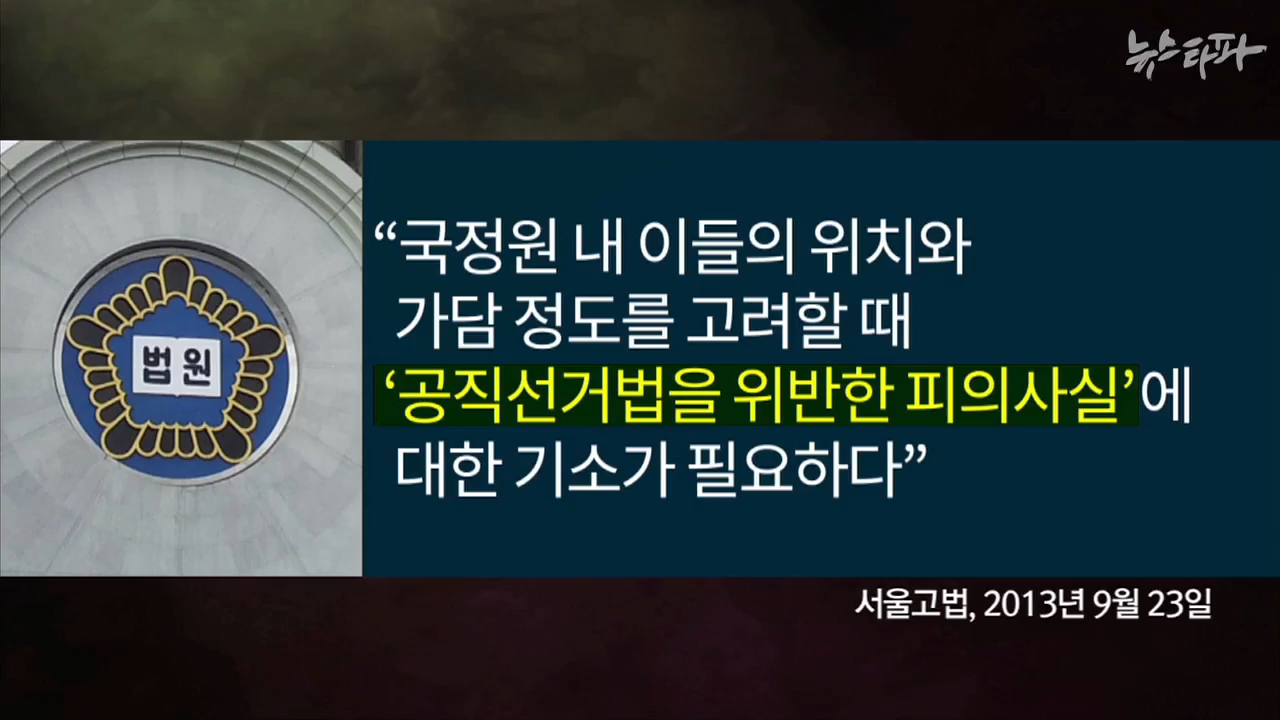 뉴스타파
“국정원 내 이들의 위치와
가담 정도를 고려할 때
‘공직선거법을 위반한 피의사실’에
대한 기소가 필요하다”
법원
서울고법, 2013년 9월 23일